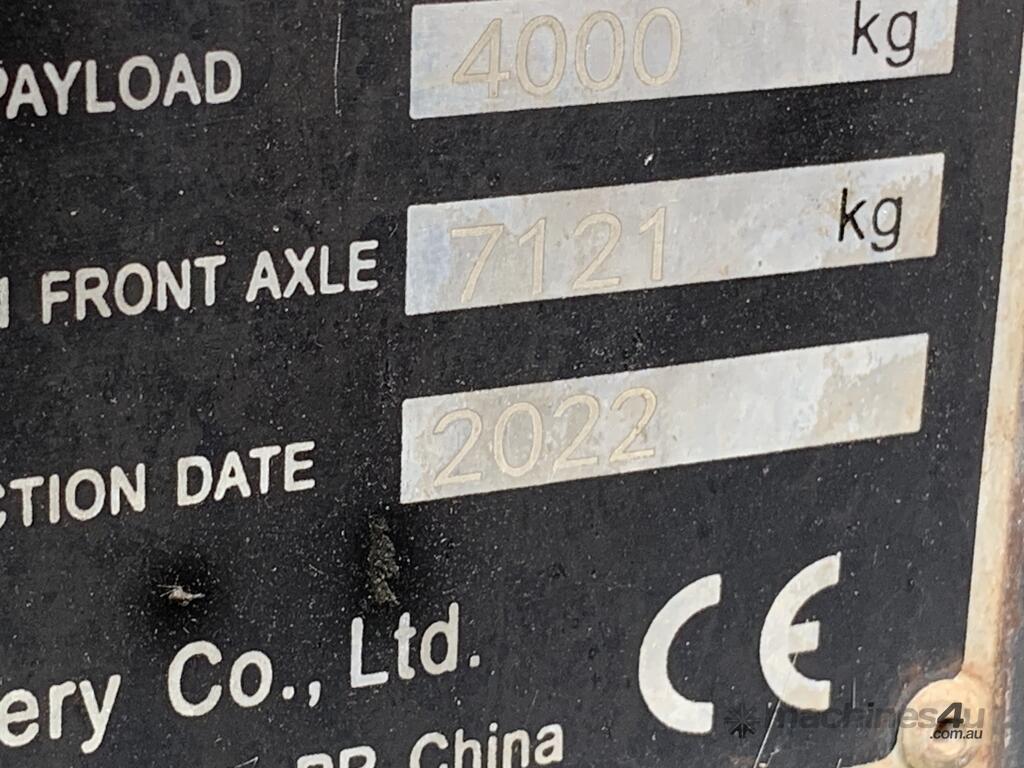 PAYLOAD 4000 kg
FRONT AXLE 7121 kg
CTION DATE 2022
ery Co., Ltd.
CE
PR China
machines4u
.com.au